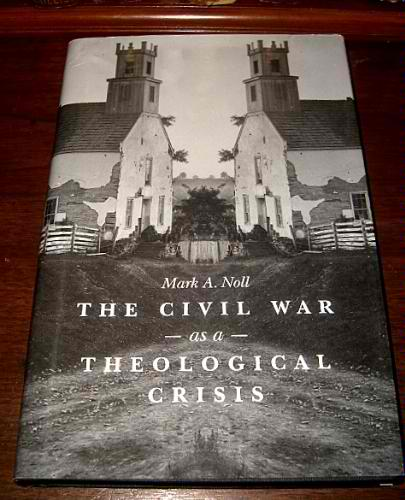 Mark A. Noll
THE CIVIL WAR
— as a —
THEOLOGICAL
CRISIS